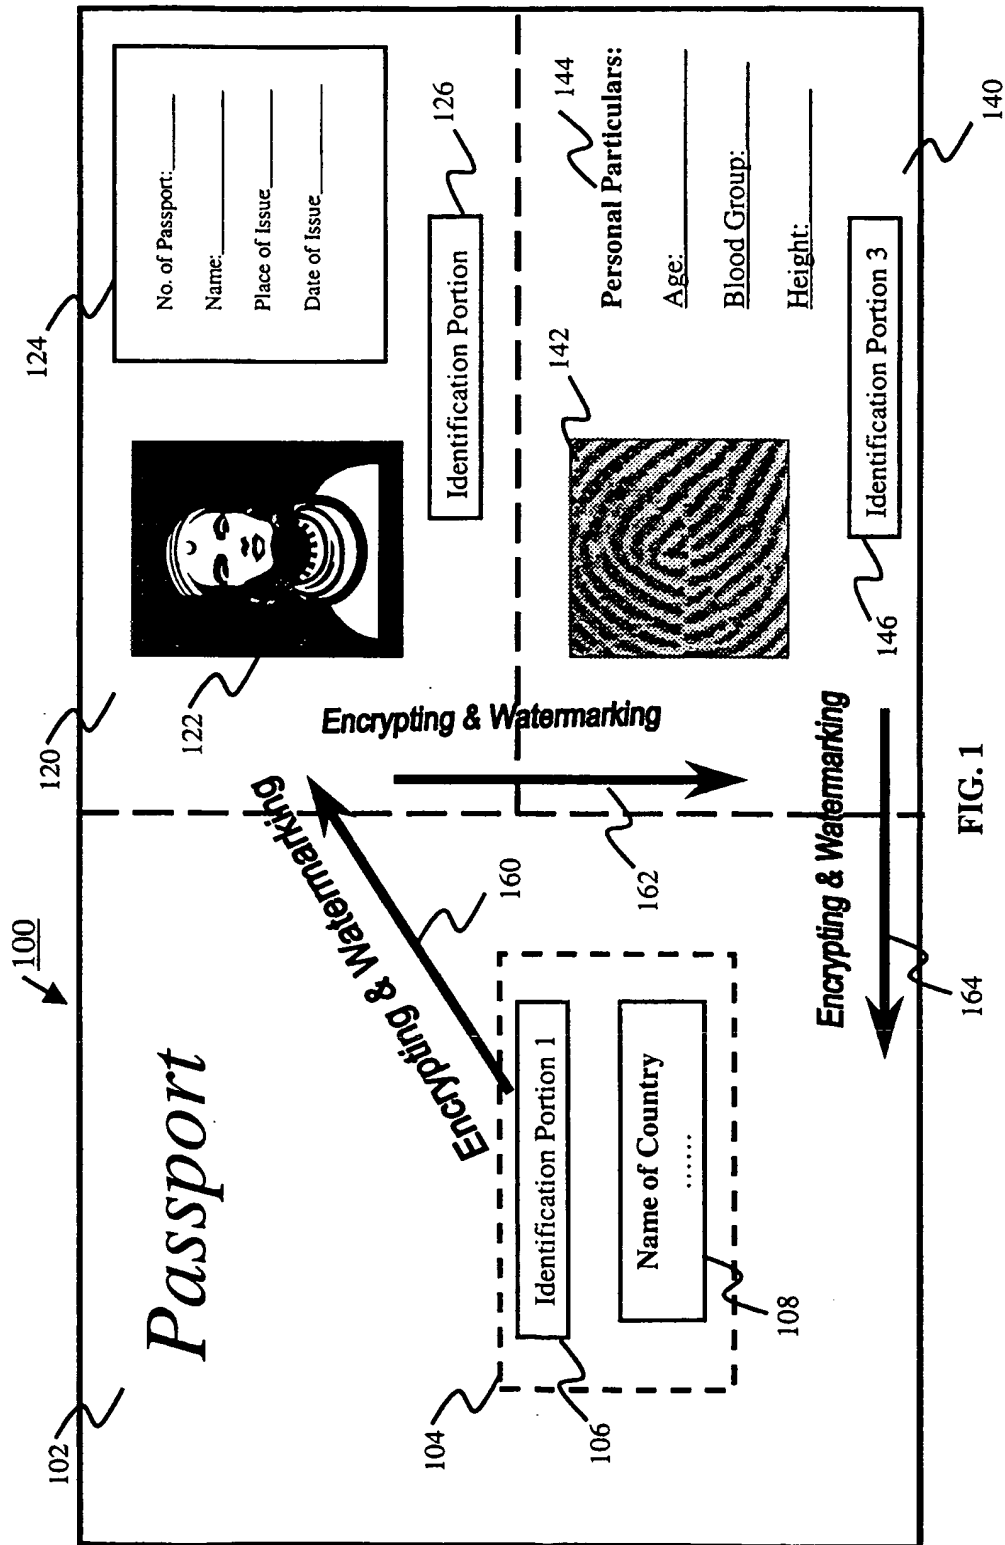 100
102
Passport
104
Identification Portion 1
106
Name of Country
......
108
Encrypting & Watermarking
160
120
122
124
No. of Passport:
Name:
Place of Issue
Date of Issue
Identification Portion
126
Encrypting & Watermarking
162
142
Personal Particulars:
144
Age:
Blood Group:
Height:
Identification Portion 3
146
140
Encrypting & Watermarking
164
FIG. 1